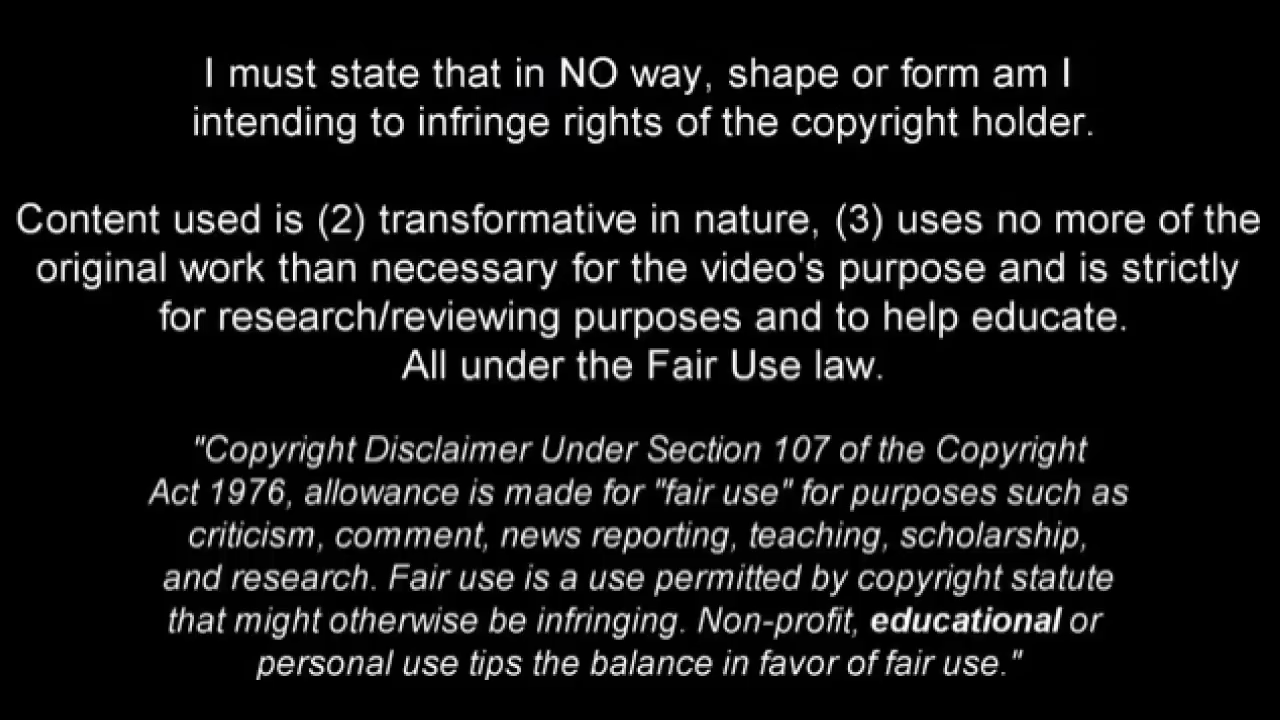 I must state that in NO way, shape or form am I
intending to infringe rights of the copyright holder.
Content used is (2) transformative in nature, (3) uses no more of the
original work than necessary for the video's purpose and is strictly
for research/reviewing purposes and to help educate.
All under the Fair Use law.
"Copyright Disclaimer Under Section 107 of the Copyright
Act 1976, allowance is made for "fair use" for purposes such as
criticism, comment, news reporting, teaching, scholarship,
and research. Fair use is a use permitted by copyright statute
that might otherwise be infringing. Non-profit, educational or
personal use tips the balance in favor of fair use."